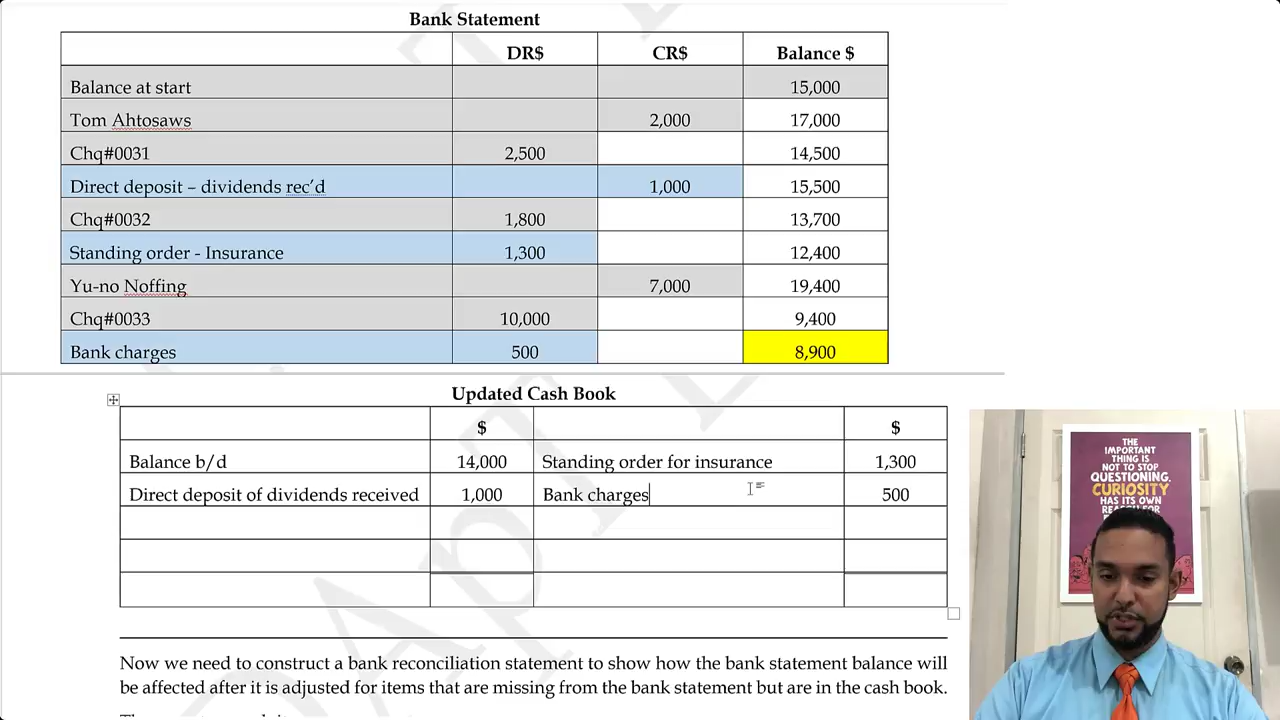 Bank Statement
DR$ CR$ Balance $
Balance at start 15,000
Tom Ahtosaws 2,000 17,000
Chq#0031 2,500 14,500
Direct deposit – dividends rec’d 1,000 15,500
Chq#0032 1,800 13,700
Standing order - Insurance 1,300 12,400
Yu-no Noffing 7,000 19,400
Chq#0033 10,000 9,400
Bank charges 500 8,900
Updated Cash Book
$ $
Balance b/d 14,000 Standing order for insurance 1,300
Direct deposit of dividends received 1,000 Bank charges 500
Now we need to construct a bank reconciliation statement to show how the bank statement balance will
be affected after it is adjusted for items that are missing from the bank statement but are in the cash book.
THE
IMPORTANT
THING IS
NOT TO STOP
QUESTIONING.
CURIOSITY
HAS ITS OWN